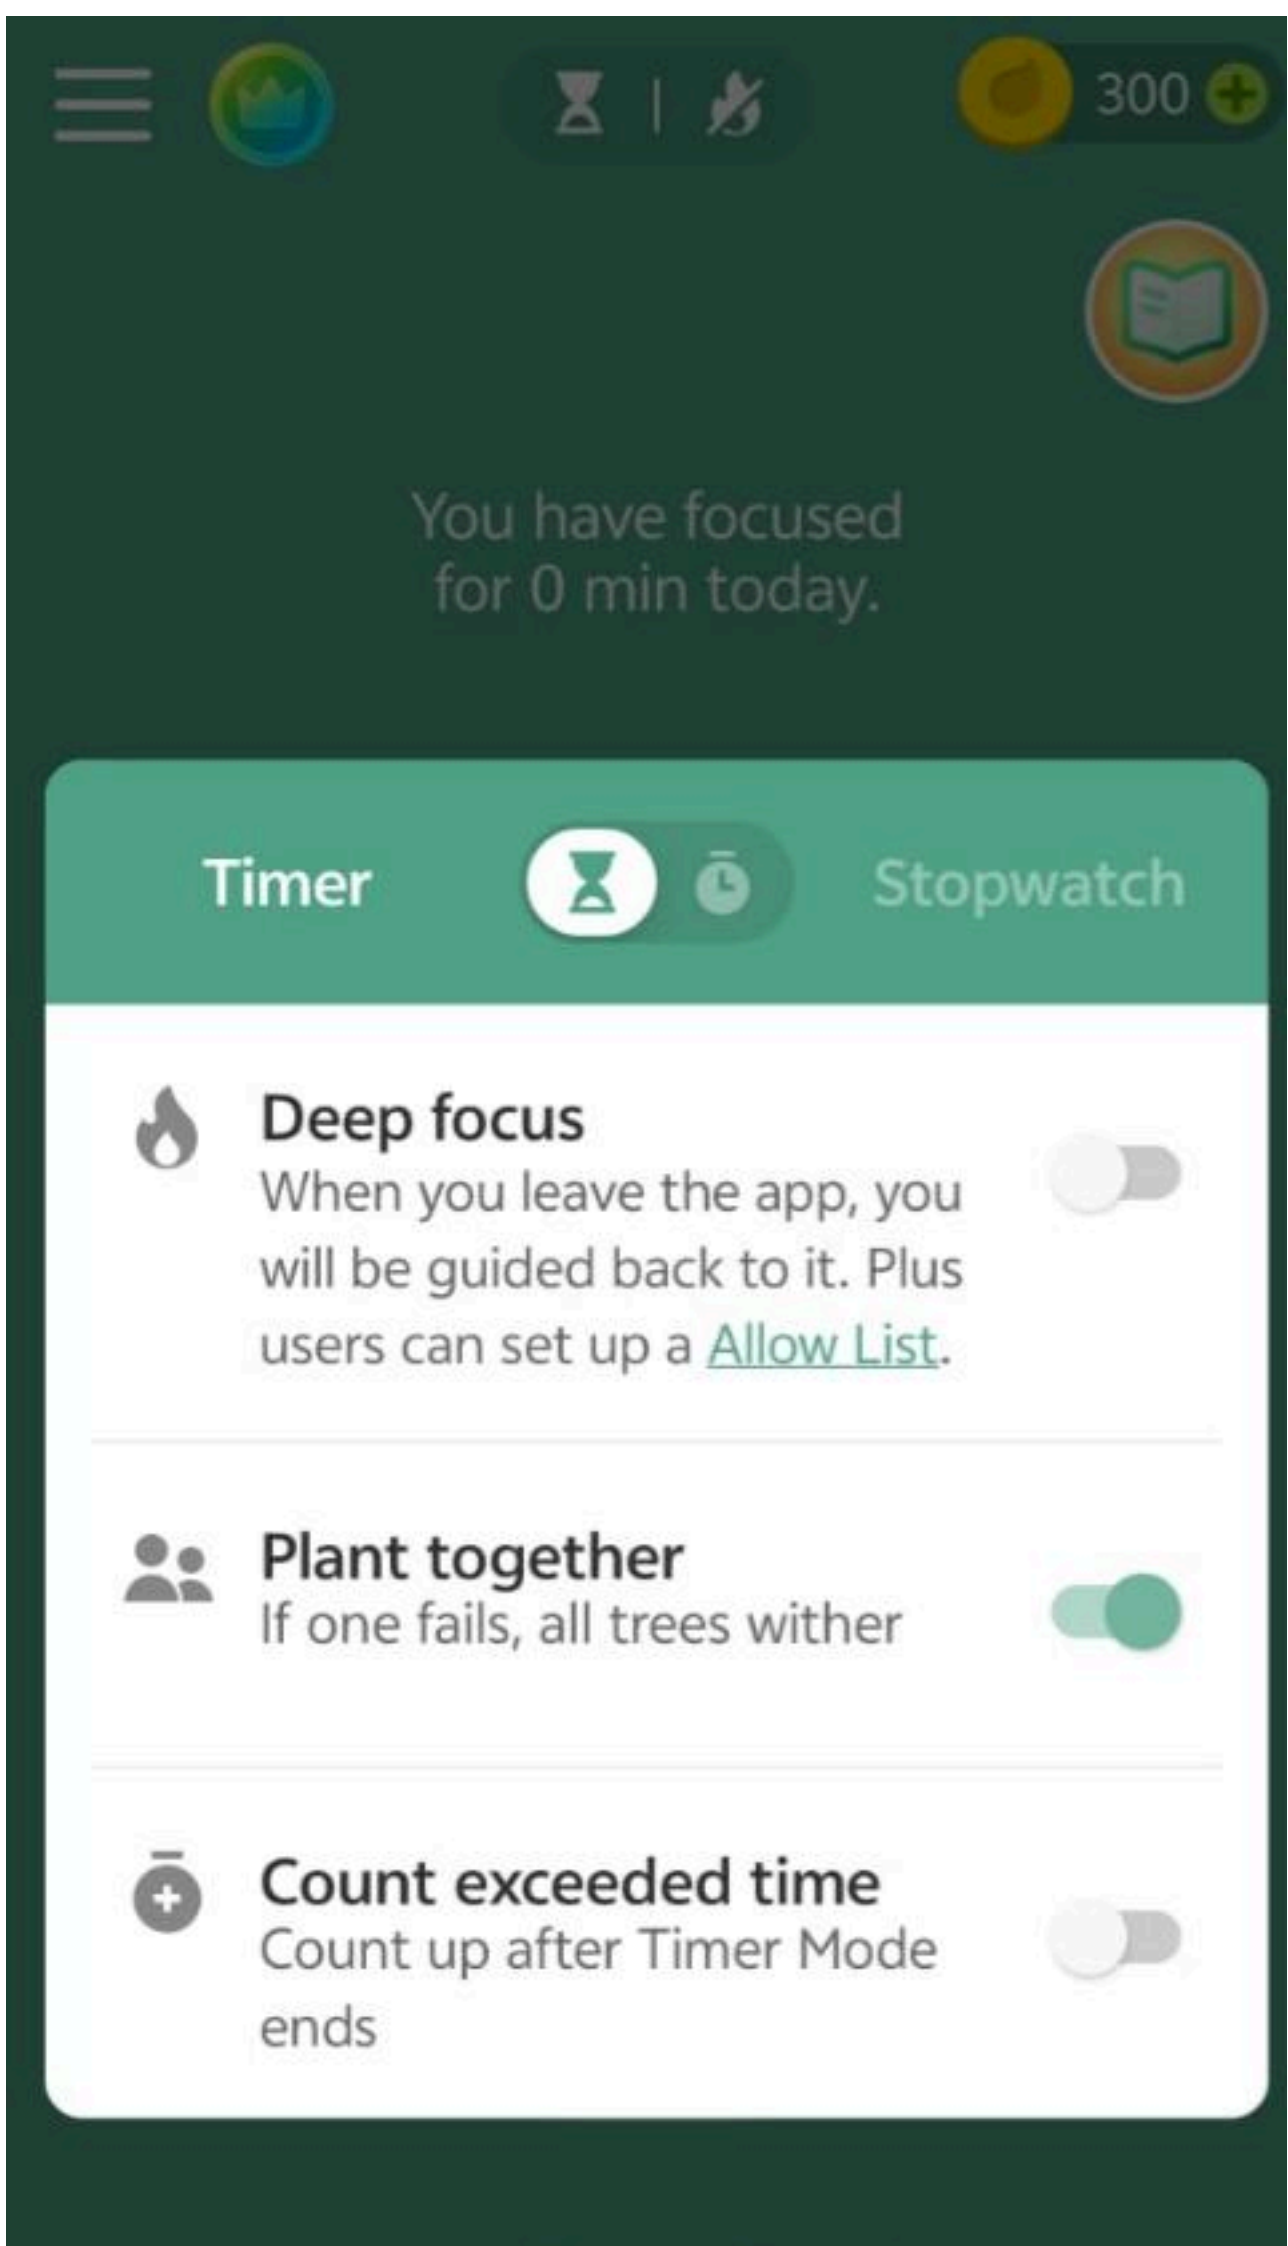 300
You have focused
for 0 min today.
Timer
Stopwatch
Deep focus
When you leave the app, you
will be guided back to it. Plus
users can set up a Allow List.
Plant together
If one fails, all trees wither
Count exceeded time
Count up after Timer Mode
ends